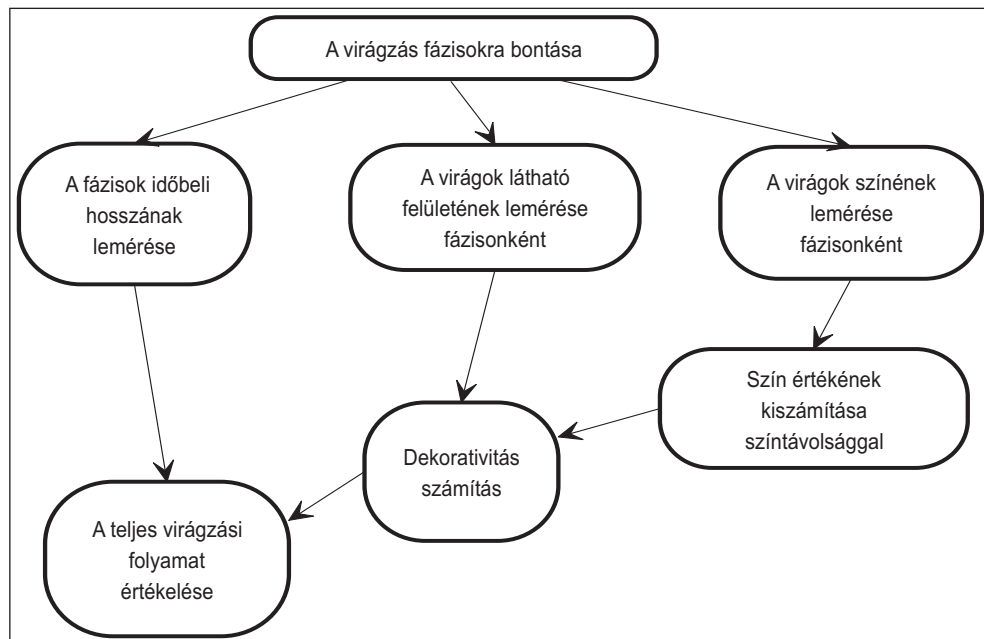 A virágzás fázisokra bontása
A fázisok időbeli
hosszának
lemérése
A virágok látható
felületének lemérése
fázisonként
A virágok színének
lemérése
fázisonként
Szín értékének
kiszámítása
színtávolsággal
Dekorativitás
számítás
A teljes virágzási
folyamat
értékelése